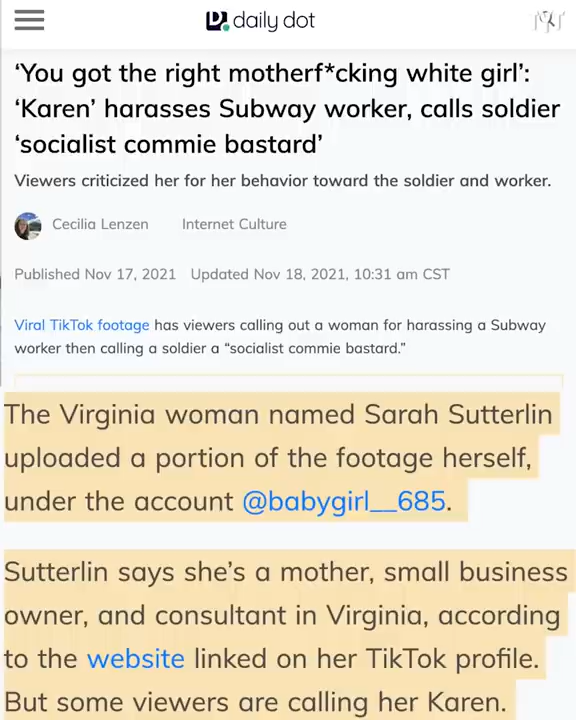 daily dot
‘You got the right motherf*cking white girl’:
‘Karen’ harasses Subway worker, calls soldier
‘socialist commie bastard’
Viewers criticized her for her behavior toward the soldier and worker.
Cecilia Lenzen Internet Culture
Published Nov 17, 2021 Updated Nov 18, 2021, 10:31 am CST
Viral TikTok footage has viewers calling out a woman for harassing a Subway
worker then calling a soldier a “socialist commie bastard.”
The Virginia woman named Sarah Sutterlin
uploaded a portion of the footage herself,
under the account @babygirl__685.
Sutterlin says she’s a mother, small business
owner, and consultant in Virginia, according
to the website linked on her TikTok profile.
But some viewers are calling her Karen.